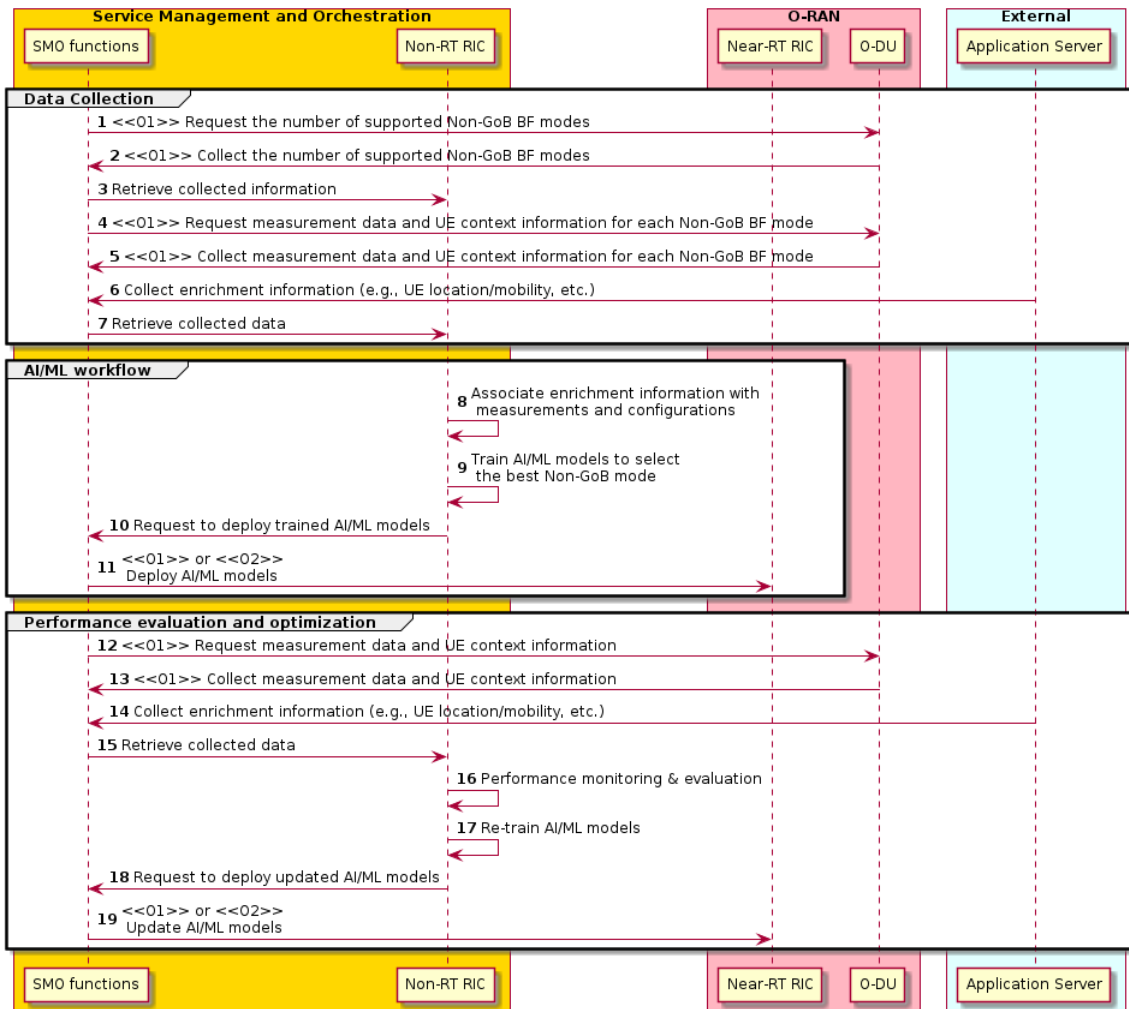 Service Management and Orchestration
O-RAN
External
SMO functions
Non-RT RIC
Near-RT RIC
O-DU
Application Server
Data Collection
1 <<O1>> Request the number of supported Non-GoB BF modes
2 <<O1>> Collect the number of supported Non-GoB BF modes
3 Retrieve collected information
4 <<O1>> Request measurement data and UE context information for each Non-GoB BF mode
5 <<O1>> Collect measurement data and UE context information for each Non-GoB BF mode
6 Collect enrichment information (e.g., UE location/mobility, etc.)
7 Retrieve collected data
AI/ML workflow
8 Associate enrichment information with
measurements and configurations
9 Train AI/ML models to select
the best Non-GoB mode
10 Request to deploy trained AI/ML models
11 <<O1>> or <<O2>>
Deploy AI/ML models
Performance evaluation and optimization
12 <<O1>> Request measurement data and UE context information
13 <<O1>> Collect measurement data and UE context information
14 Collect enrichment information (e.g., UE location/mobility, etc.)
15 Retrieve collected data
16 Performance monitoring & evaluation
17 Re-train AI/ML models
18 Request to deploy updated AI/ML models
19 <<O1>> or <<O2>>
Update AI/ML models
SMO functions
Non-RT RIC
Near-RT RIC
O-DU
Application Server